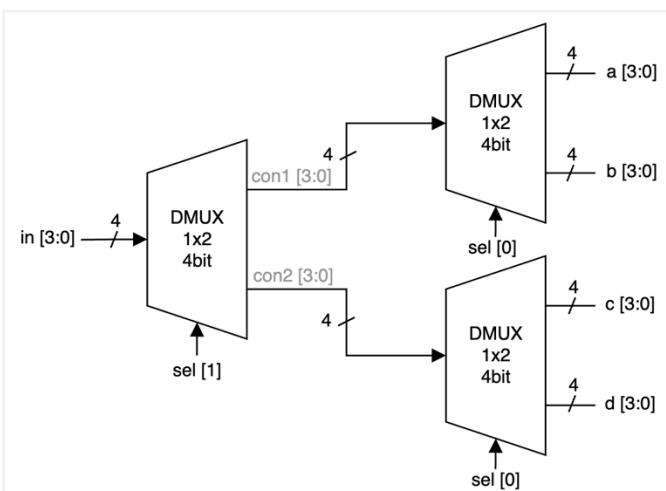 in [3:0]
4
DMUX
1x2
4bit
sel [1]
con1 [3:0]
4
con2 [3:0]
4
DMUX
1x2
4bit
sel [0]
4
a [3:0]
4
b [3:0]
DMUX
1x2
4bit
sel [0]
4
c [3:0]
4
d [3:0]